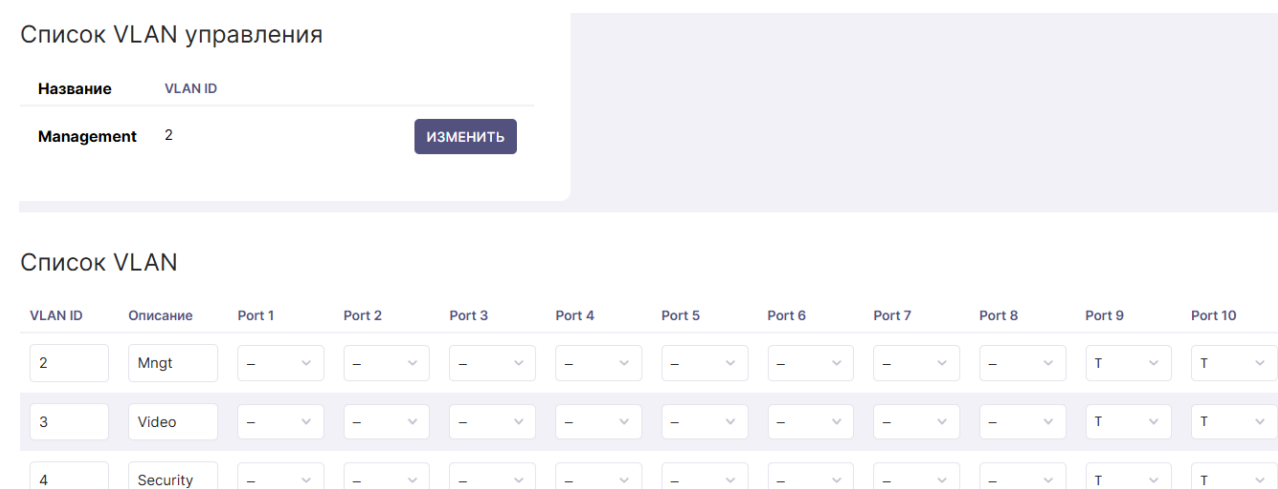 Список VLAN управления
Название VLAN ID
Management 2 ИЗМЕНИТЬ
Список VLAN
VLAN ID Описание Port 1 Port 2 Port 3 Port 4 Port 5 Port 6 Port 7 Port 8 Port 9 Port 10
2 Mngt – – – – – – – – T T
3 Video – – – – – – – – T T
4 Security – – – – – – – – T T